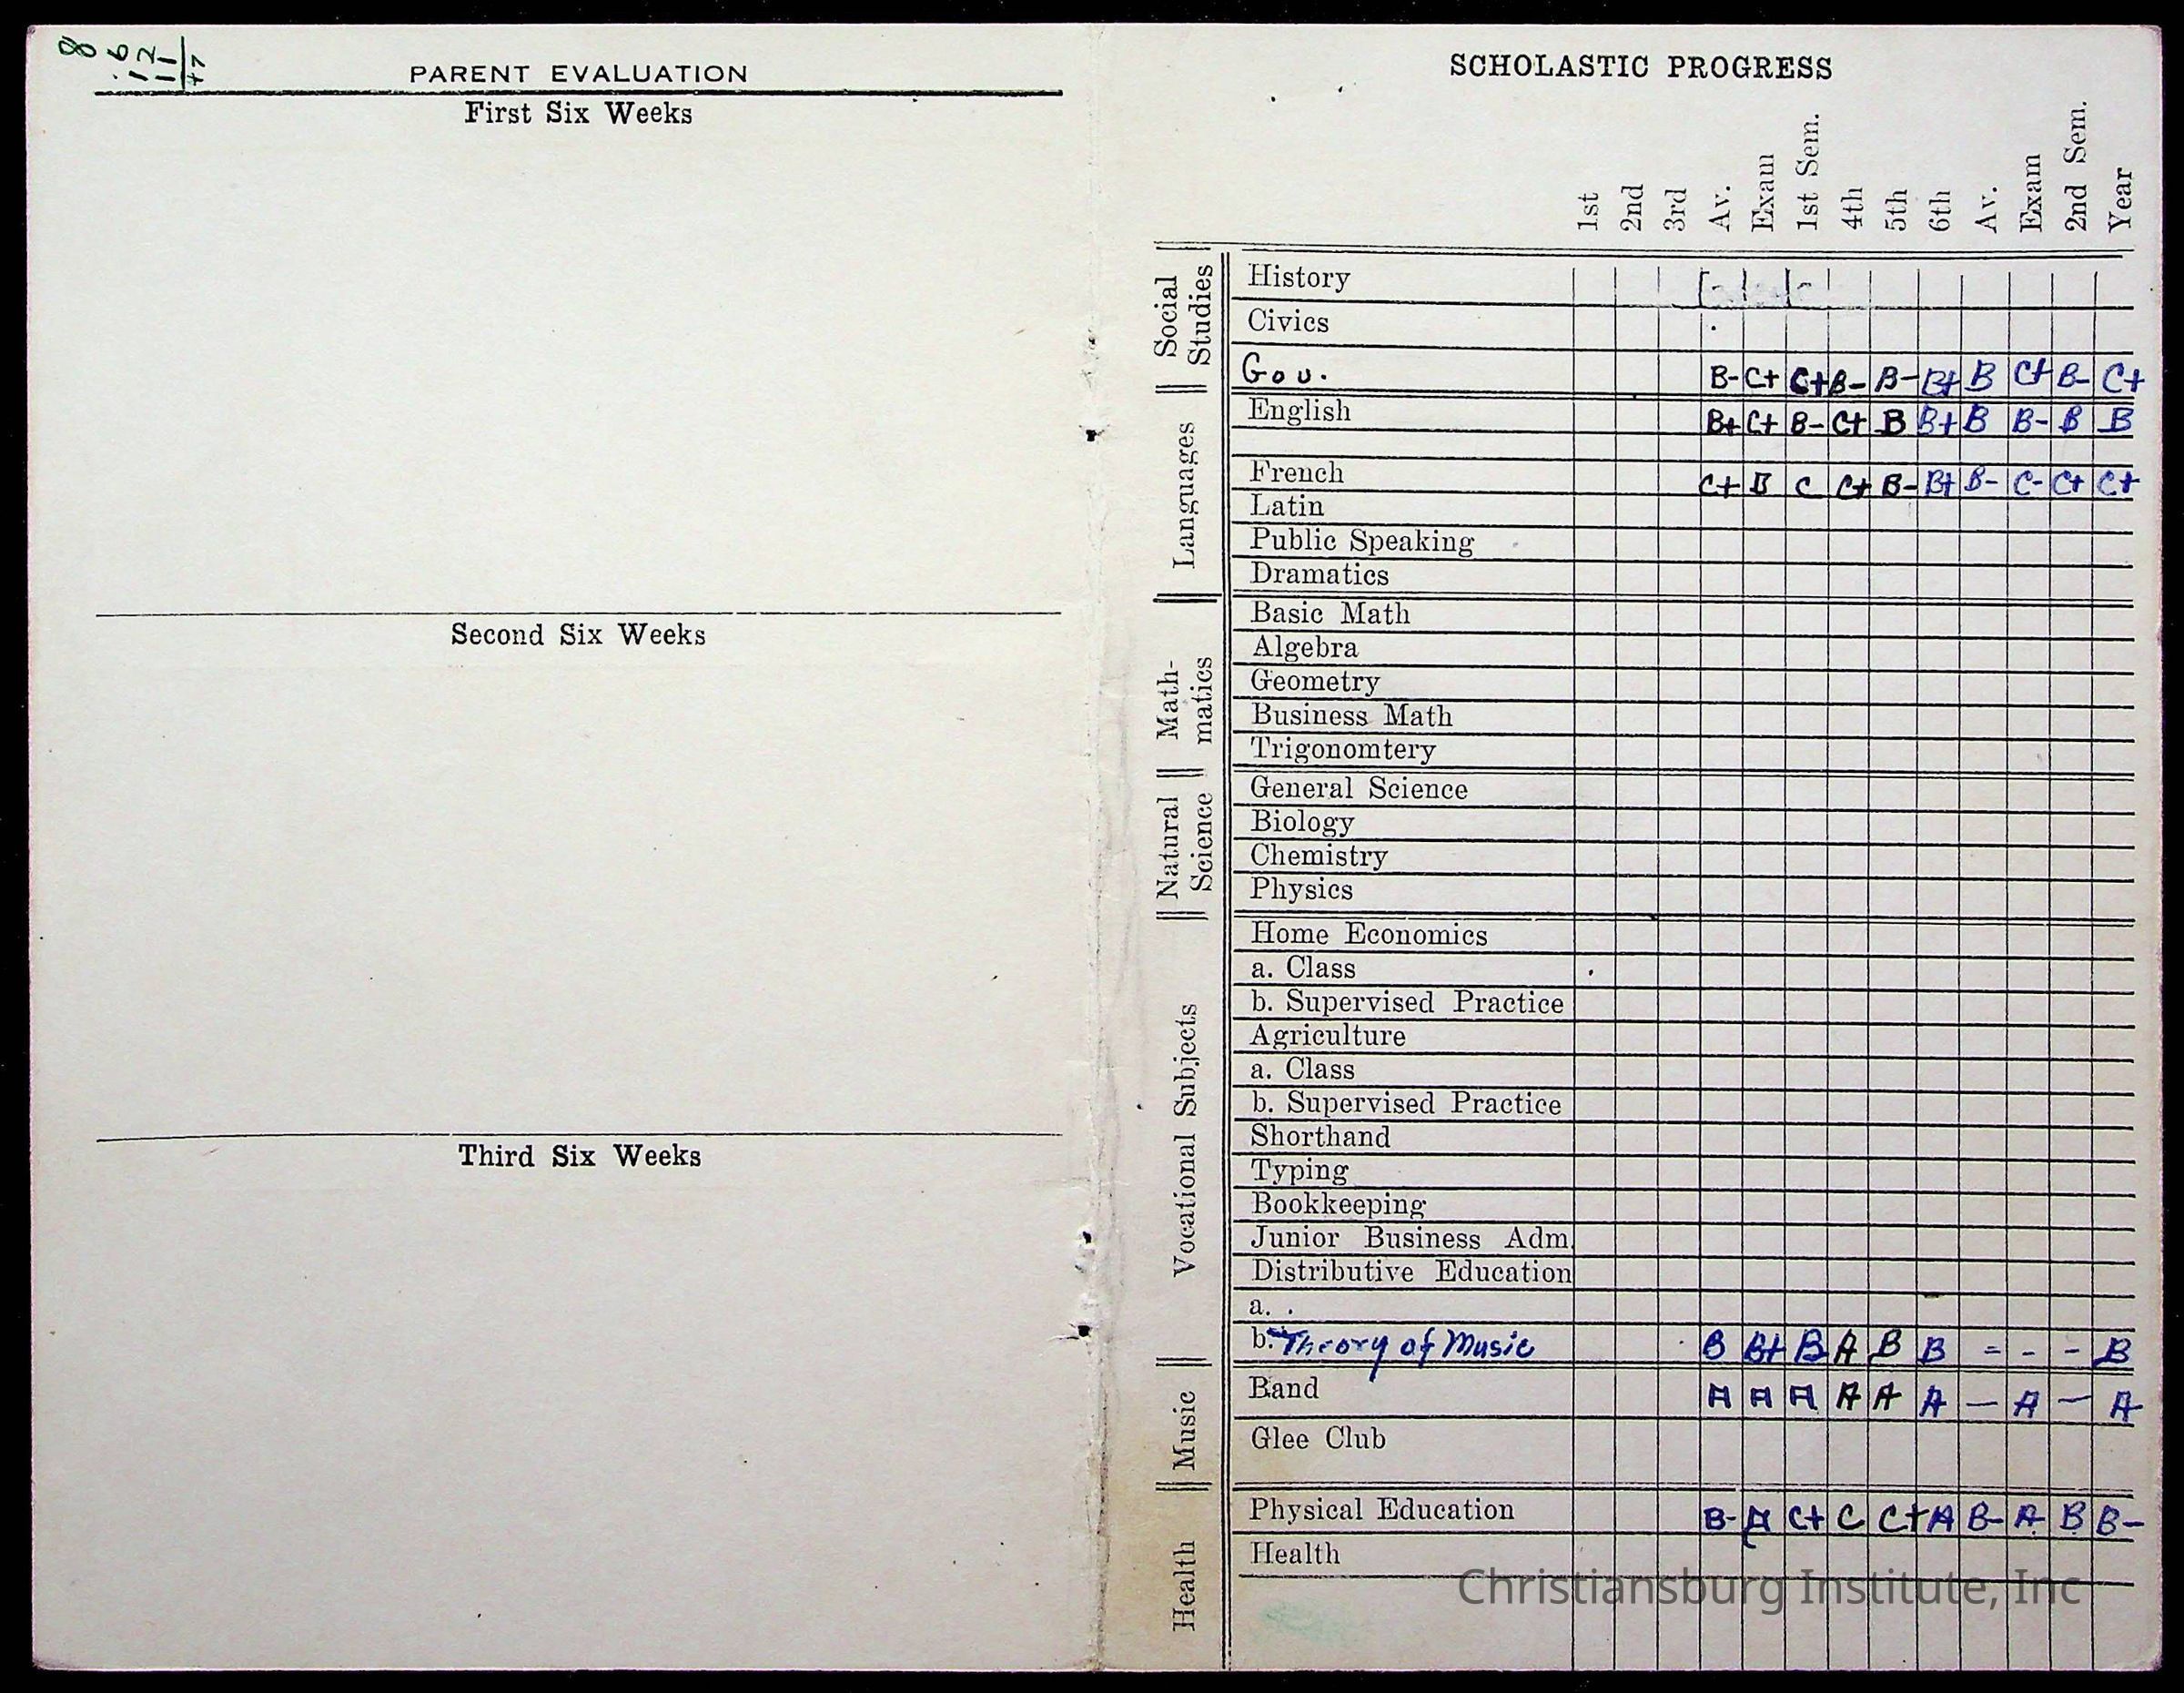 PARENT EVALUATION
First Six Weeks
Second Six Weeks
Third Six Weeks
SCHOLASTIC PROGRESS
1st 2nd 3rd Av. Exam 1st Sem. 4th 5th 6th Av. Exam 2nd Sem. Year
Social Studies
History
Civics
Gov. B- C+ C+ B- B- B+ B C+ B- C+
Languages
English B+ C+ B- C+ B B+ B B- B B
French C+ C C+ B- B+ B- C- C+ C+
Latin
Public Speaking
Dramatics
Math-matics
Basic Math
Algebra
Geometry
Business Math
Trigonomtery
Natural Science
General Science
Biology
Chemistry
Physics
Vocational Subjects
Home Economics
a. Class
b. Supervised Practice
Agriculture
a. Class
b. Supervised Practice
Shorthand
Typing
Bookkeeping
Junior Business Adm.
Distributive Education
a. .
b. Theory of Music B B+ B A B B = - - B
Music
Band A A A A A A — A — A
Glee Club
Health
Physical Education B- A C+ C C+ A B- A B B-
Health
Christiansburg Institute, Inc